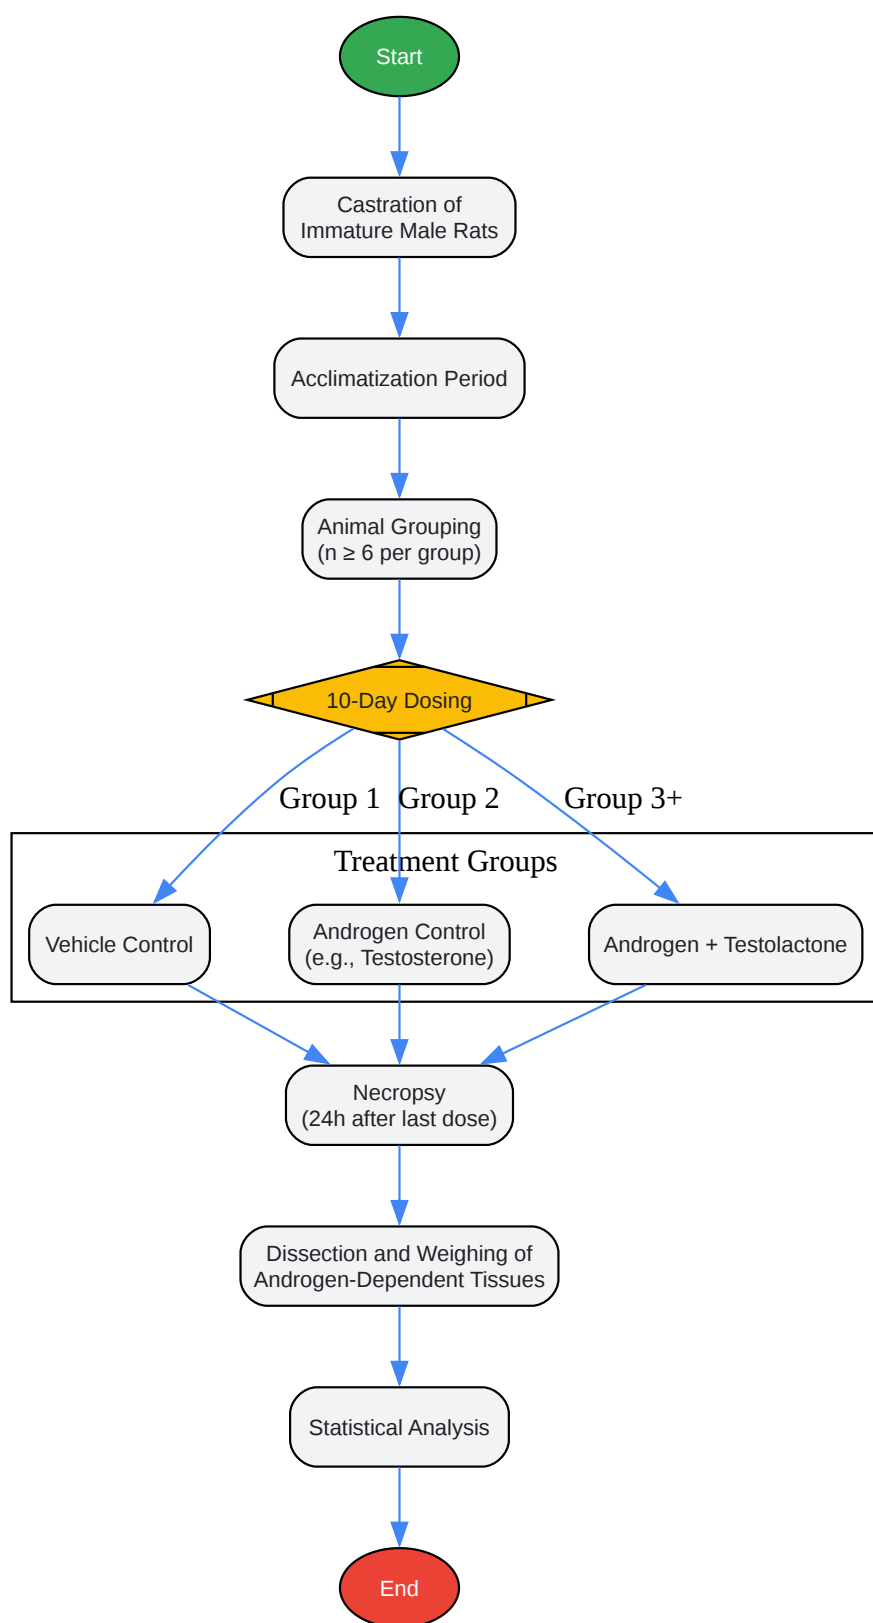 Start
Castration of
Immature Male Rats
Acclimatization Period
Animal Grouping
(n ≥ 6 per group)
10-Day Dosing
Group 1
Group 2
Group 3+
Treatment Groups
Vehicle Control
Androgen Control
(e.g., Testosterone)
Androgen + Testolactone
Necropsy
(24h after last dose)
Dissection and Weighing of
Androgen-Dependent Tissues
Statistical Analysis
End